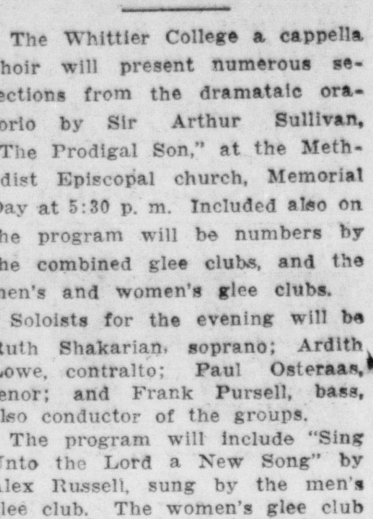 The Whittier College a cappella
hoir will present numerous se-
ections from the dramataic ora-
orio by Sir Arthur Sullivan,
The Prodigal Son," at the Meth-
dist Episcopal church, Memorial
Day at 5:30 p. m. Included also on
he program will be numbers by
he combined glee clubs, and the
nen's and women's glee clubs.
Soloists for the evening will be
Ruth Shakarian, soprano; Ardith
Lowe, contralto; Paul Osteraas,
enor; and Frank Pursell, bass,
lso conductor of the groups.
The program will include "Sing
Unto the Lord a New Song" by
Alex Russell, sung by the men's
glee club. The women's glee club